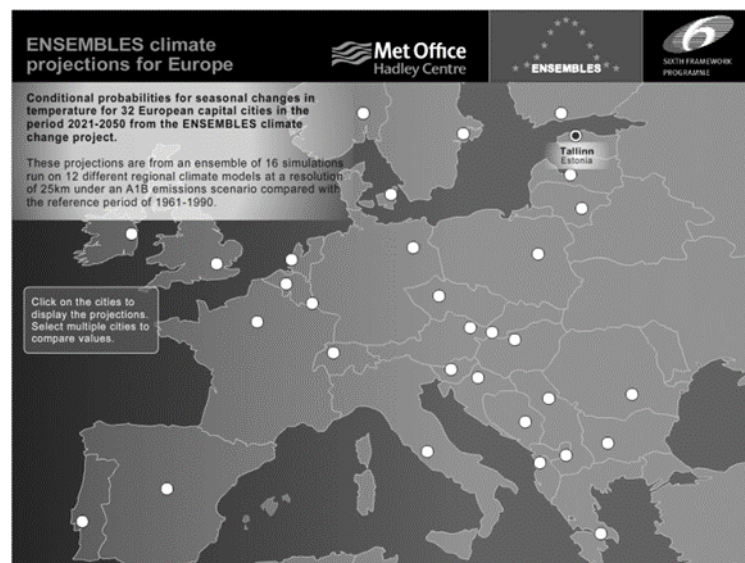 ENSEMBLES climate
projections for Europe
Met Office
Hadley Centre
ENSEMBLES
6
SIXTH FRAMEWORK
PROGRAMME
Conditional probabilities for seasonal changes in
temperature for 32 European capital cities in the
period 2021-2050 from the ENSEMBLES climate
change project.
These projections are from an ensemble of 16 simulations
run on 12 different regional climate models at a resolution
of 25km under an A1B emissions scenario compared with
the reference period of 1961-1990.
Tallinn
Estonia
Click on the cities to
display the projections.
Select multiple cities to
compare values.